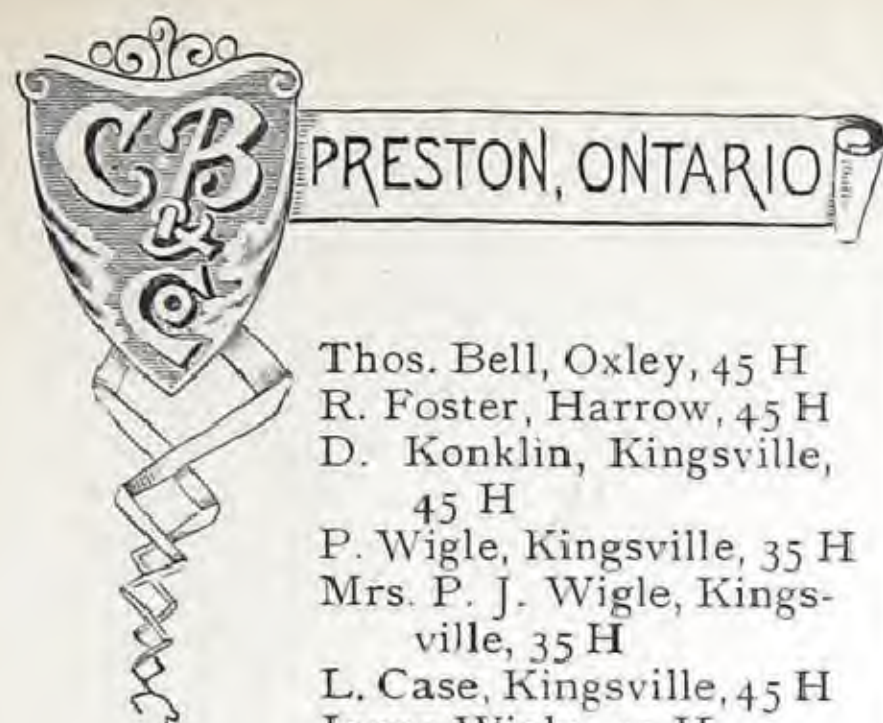 CB
&
Co
PRESTON, ONTARIO
Thos. Bell, Oxley, 45 H
R. Foster, Harrow, 45 H
D. Konklin, Kingsville,
45 H
P. Wigle, Kingsville, 35 H
Mrs. P. J. Wigle, Kings-
ville, 35 H
L. Case, Kingsville, 45 H